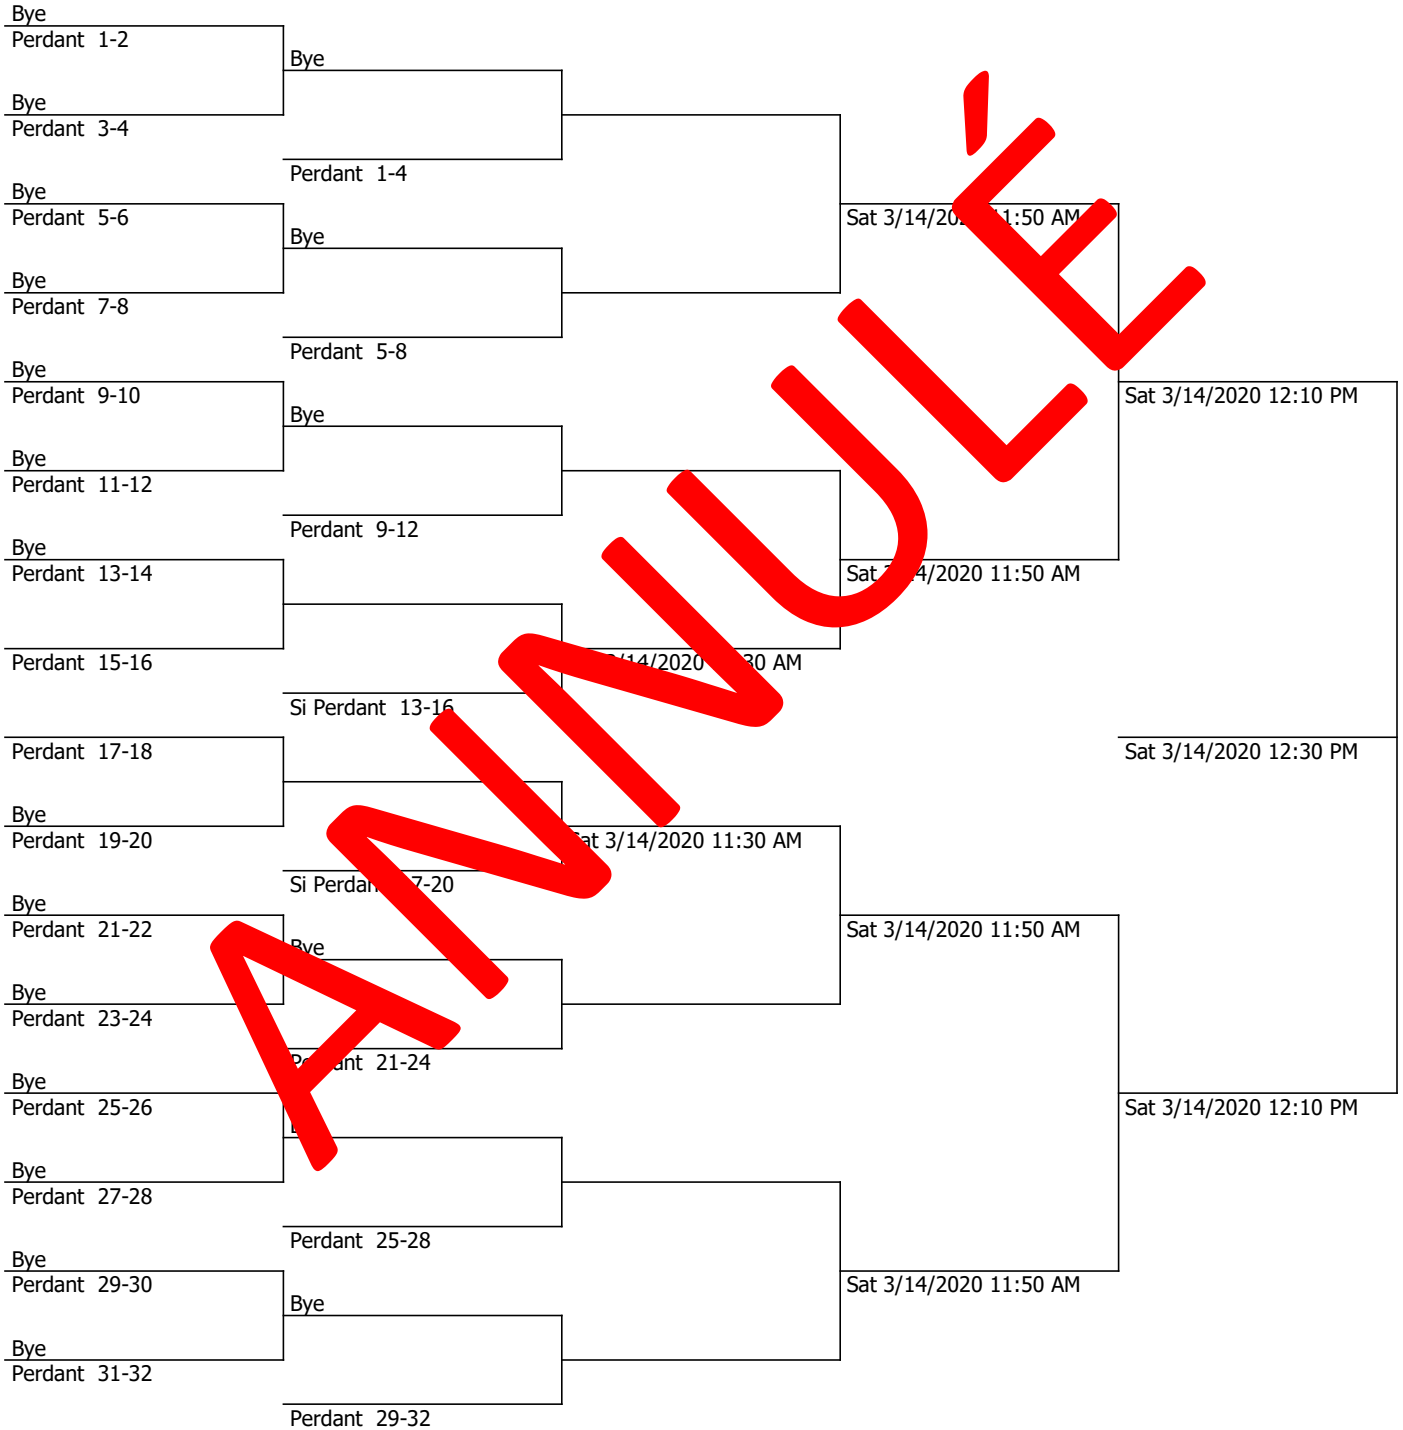 Bye
Perdant 1-2
Bye
Bye
Perdant 3-4
Perdant 1-4
Bye
Perdant 5-6
Sat 3/14/20 1:50 AM
Bye
Bye
Perdant 7-8
Perdant 5-8
Bye
Perdant 9-10
Sat 3/14/2020 12:10 PM
Bye
Bye
Perdant 11-12
Perdant 9-12
Bye
Perdant 13-14
Sat 4/2020 11:50 AM
Perdant 15-16
/14/2020 30 AM
Si Perdant 13-16
Perdant 17-18
Sat 3/14/2020 12:30 PM
Bye
Perdant 19-20
Sat 3/14/2020 11:30 AM
Si Perdan 7-20
Bye
Perdant 21-22
Sat 3/14/2020 11:50 AM
Bye
Bye
Perdant 23-24
Perdant 21-24
Bye
Perdant 25-26
Sat 3/14/2020 12:10 PM
Bye
Perdant 27-28
Perdant 25-28
Bye
Perdant 29-30
Sat 3/14/2020 11:50 AM
Bye
Bye
Perdant 31-32
Perdant 29-32
ANNULÉ